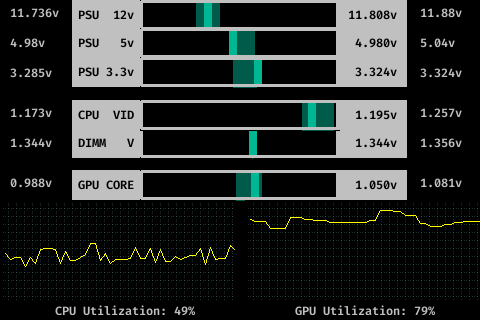 11.736v PSU 12v 11.808v 11.88v
4.98v PSU 5v 4.980v 5.04v
3.285v PSU 3.3v 3.324v 3.324v
1.173v CPU VID 1.195v 1.257v
1.344v DIMM V 1.344v 1.356v
0.988v GPU CORE 1.050v 1.081v
CPU Utilization: 49% GPU Utilization: 79%